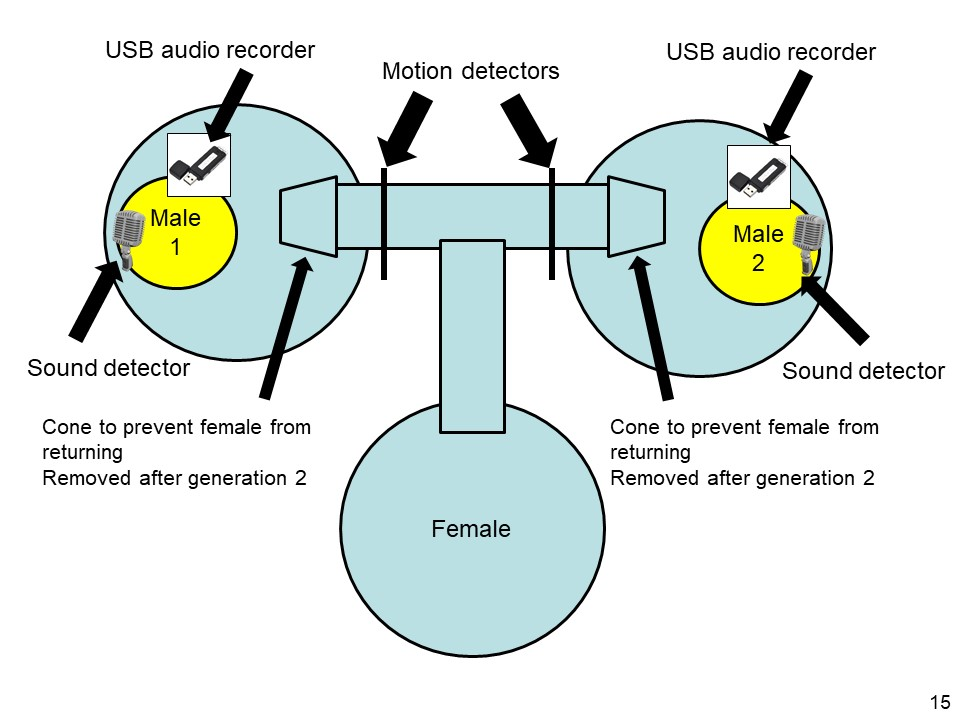 USB audio recorder
Motion detectors
USB audio recorder
Male
1
Male
2
Sound detector
Sound detector
Cone to prevent female from
returning
Removed after generation 2
Cone to prevent female from
returning
Removed after generation 2
Female
15